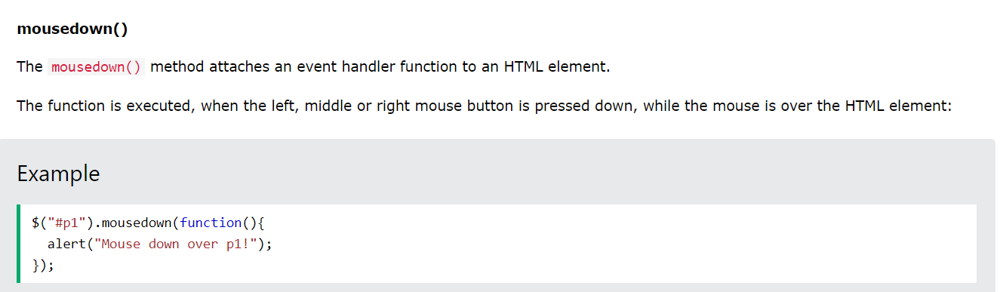 mousedown()
The mousedown() method attaches an event handler function to an HTML element.
The function is executed, when the left, middle or right mouse button is pressed down, while the mouse is over the HTML element:
Example
$("#p1").mousedown(function(){
  alert("Mouse down over p1!");
});